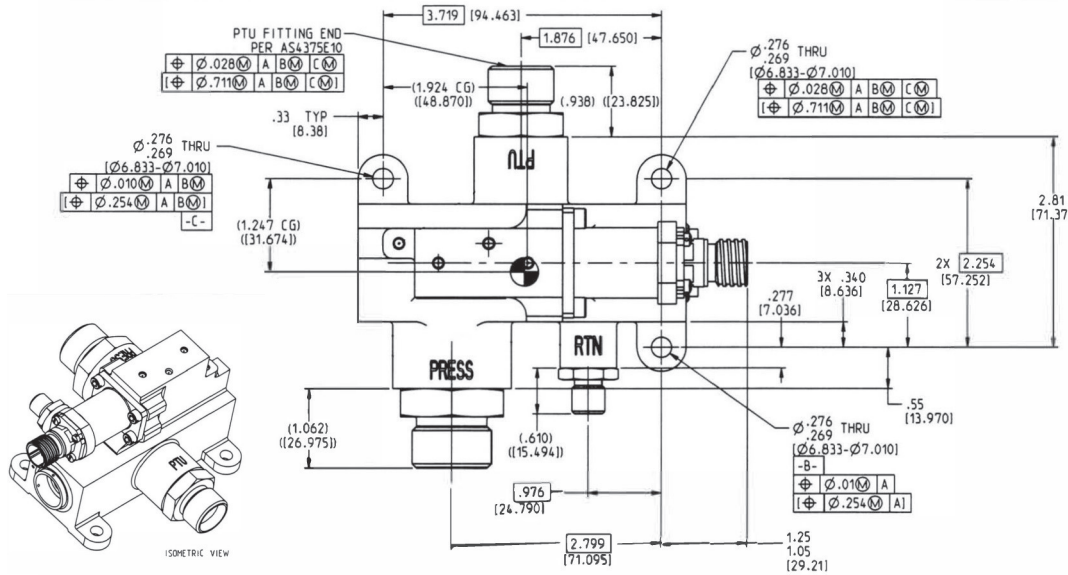 3.719 [94.463]
1.876 [47.650]
PTU FITTING END
PER AS4375E10
⌖ Ø.028Ⓜ A BⓂ CⓂ
[⌖ Ø.711Ⓜ A BⓂ CⓂ]
(1.924 CG)
([48.870])
(.938) ([23.825])
Ø.276 THRU
.269
[Ø6.833-Ø7.010]
⌖ Ø.028Ⓜ A BⓂ CⓂ
[⌖ Ø.711Ⓜ A BⓂ CⓂ]
.33 TYP
[8.38]
Ø.276 THRU
.269
[Ø6.833-Ø7.010]
⌖ Ø.010Ⓜ A BⓂ
[⌖ Ø.254Ⓜ A BⓂ]
-C-
PTU
(1.247 CG)
([31.674])
2.81
[71.37
2X 2.254
[57.252]
3X .340
[8.636]
1.127
[28.626]
.277
[7.036]
PRESS
RTN
.55
[13.970]
(1.062)
([26.975])
(.610)
([15.494])
Ø.276 THRU
.269
[Ø6.833-Ø7.010]
-B-
⌖ Ø.01Ⓜ A
[⌖ Ø.254Ⓜ A]
.976
[24.790]
2.799
[71.095]
1.25
1.05
[29.21]
PTU
ISOMETRIC VIEW